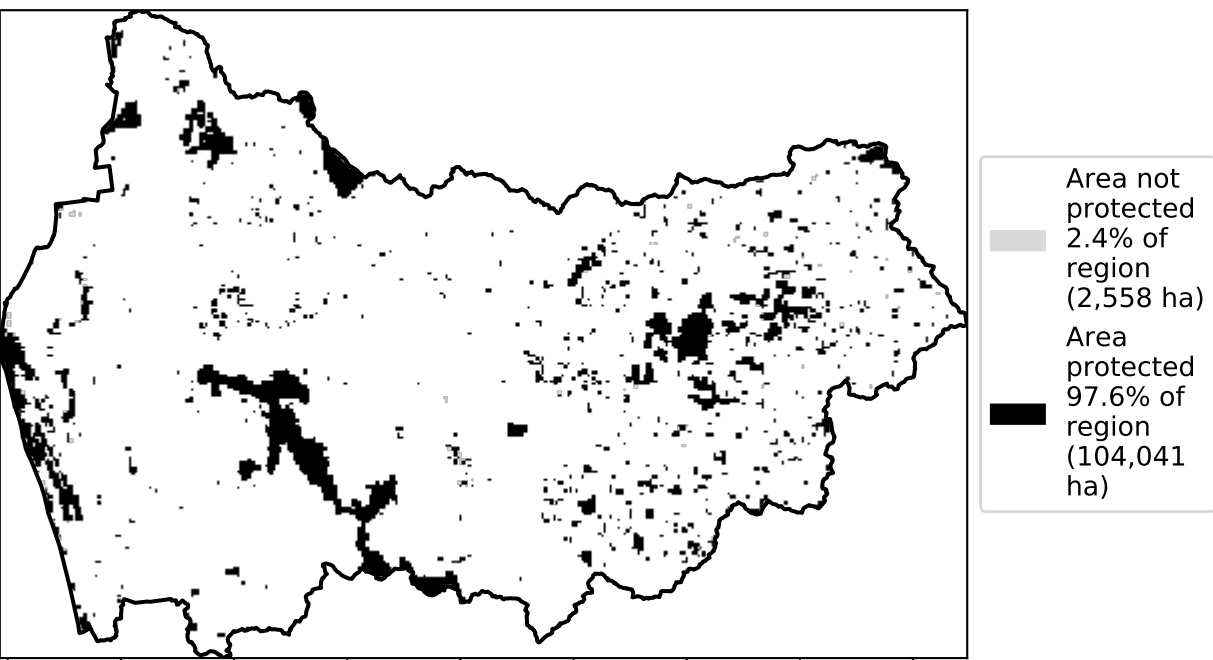 Area not
protected
2.4% of
region
(2,558 ha)
Area
protected
97.6% of
region
(104,041
ha)